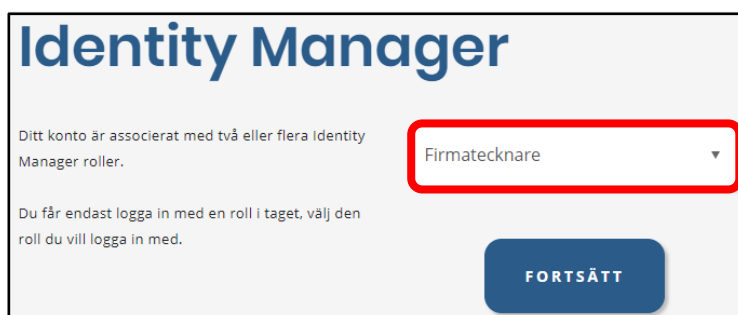 Identity Manager
Ditt konto är associerat med två eller flera Identity
Manager roller.
Firmatecknare
Du får endast logga in med en roll i taget, välj den
roll du vill logga in med.
FORTSÄTT